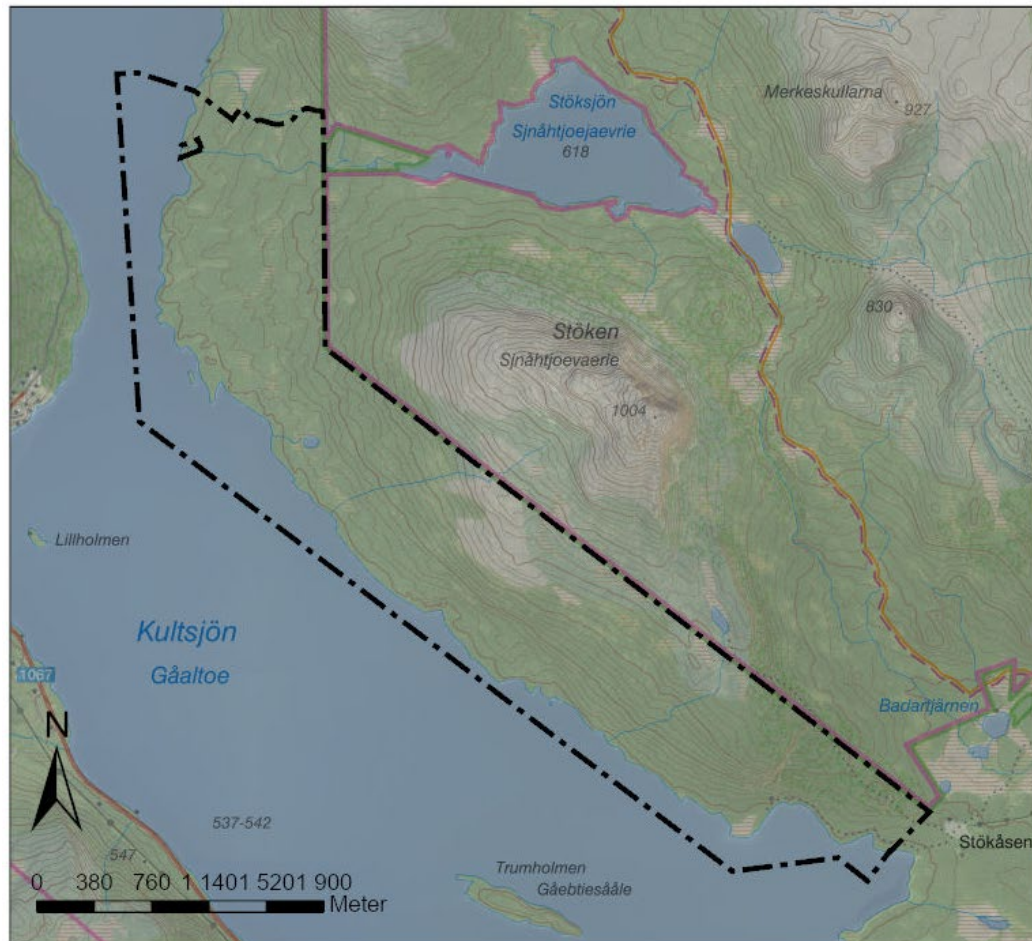 Merkeskullarna
927
Stöksjön
Sjnåhtjoejaevrie
618
830
Stöken
Sjnåhtjoevaerie
1004
Lillholmen
Kultsjön
Gåaltoe
1067
Badartjärnen
N
537-542
547
Stökåsen
Trumholmen
Gåebtiesååle
0 380 760 1 1401 5201 900
Meter